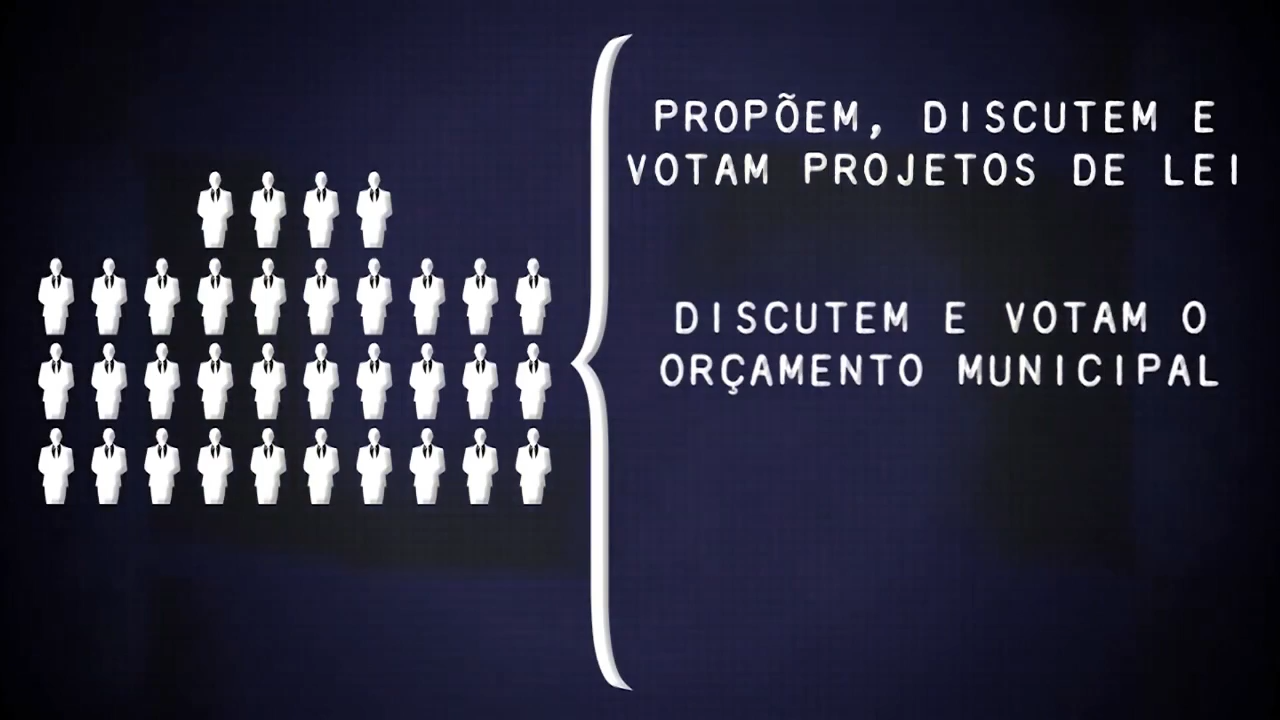 PROPÕEM, DISCUTEM E
VOTAM PROJETOS DE LEI
DISCUTEM E VOTAM O
ORÇAMENTO MUNICIPAL